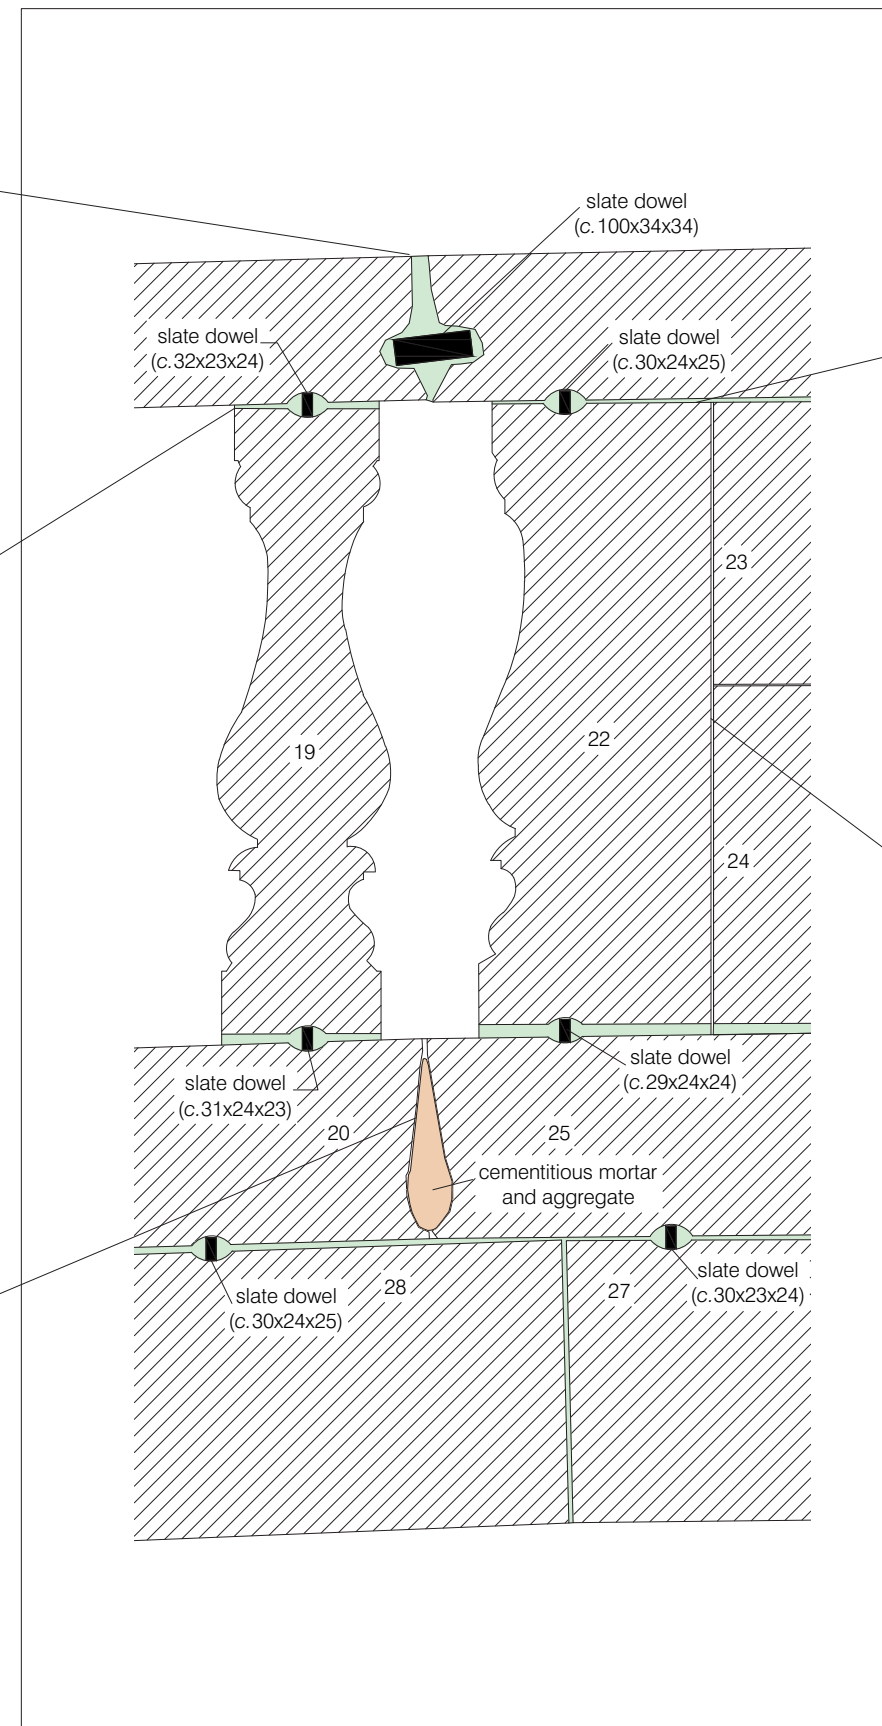 slate dowel
(c.100x34x34)
slate dowel
(c.32x23x24)
slate dowel
(c.30x24x25)
23
19
22
24
slate dowel
(c.29x24x24)
slate dowel
(c.31x24x23)
20
25
cementitious mortar
and aggregate
slate dowel
(c.30x23x24)
28
27
slate dowel
(c.30x24x25)